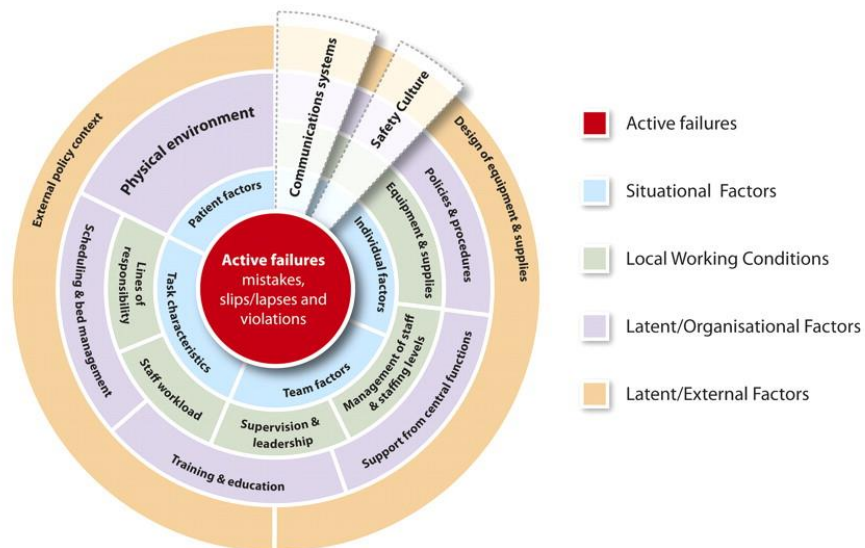 Communications systems
Safety Culture
External policy context
Design of equipment & supplies
Physical environment
Policies & procedures
Scheduling & bed management
Support from central functions
Training & education
Lines of
responsibility
Equipment & supplies
Staff workload
Supervision &
leadership
Management of staff
& staffing levels
Patient factors
Individual factors
Task characteristics
Team factors
Active failures
mistakes,
slips/lapses and
violations
Active failures
Situational Factors
Local Working Conditions
Latent/Organisational Factors
Latent/External Factors